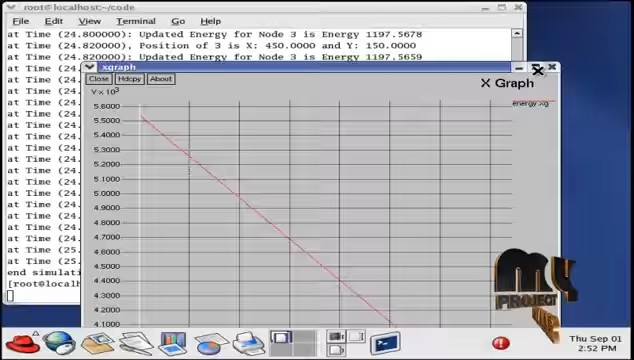 root@localhost:~/code
File Edit View Terminal Go Help
at Time (24.800000): Updated Energy for Node 3 is Energy 1197.5678
at Time (24.820000), Position of 3 is X: 450.0000 and Y: 150.0000
at Time (24.820000): Updated Energy for Node 3 is Energy 1197.5659
at Time (24.
xgraph
at Time (24.
Close Hdcpy About
X Graph
at Time (24.
Y x 10³
energy.xg
at Time (24.
5.6000
at Time (24.
5.5000
at Time (24.
5.4000
at Time (24.
5.3000
at Time (24.
5.2000
at Time (24.
5.1000
at Time (24.
5.0000
at Time (24.
4.9000
at Time (24.
4.8000
at Time (24.
4.7000
at Time (25.
4.6000
at Time (25.
4.5000
end simulati
4.4000
[root@localh
4.3000
4.2000
4.1000
MY
PROJECT
Thu Sep 01
2:52 PM